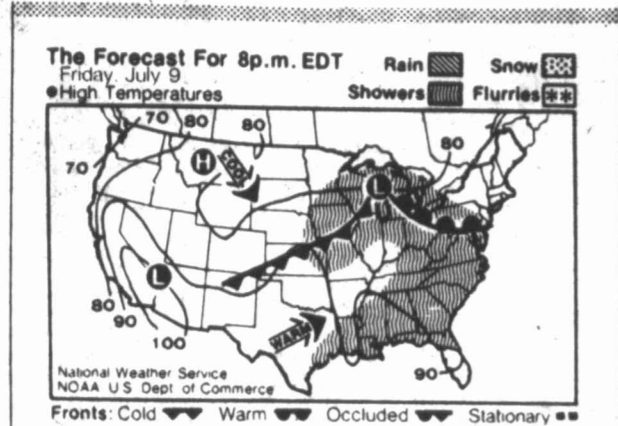 The Forecast For 8p.m. EDT
Friday, July 9
●High Temperatures
Rain
Snow
Showers
Flurries
70
80
80
80
70
H
COOL
L
L
80
90
100
WARM
90
National Weather Service
NOAA US Dept of Commerce
Fronts: Cold Warm Occluded Stationary